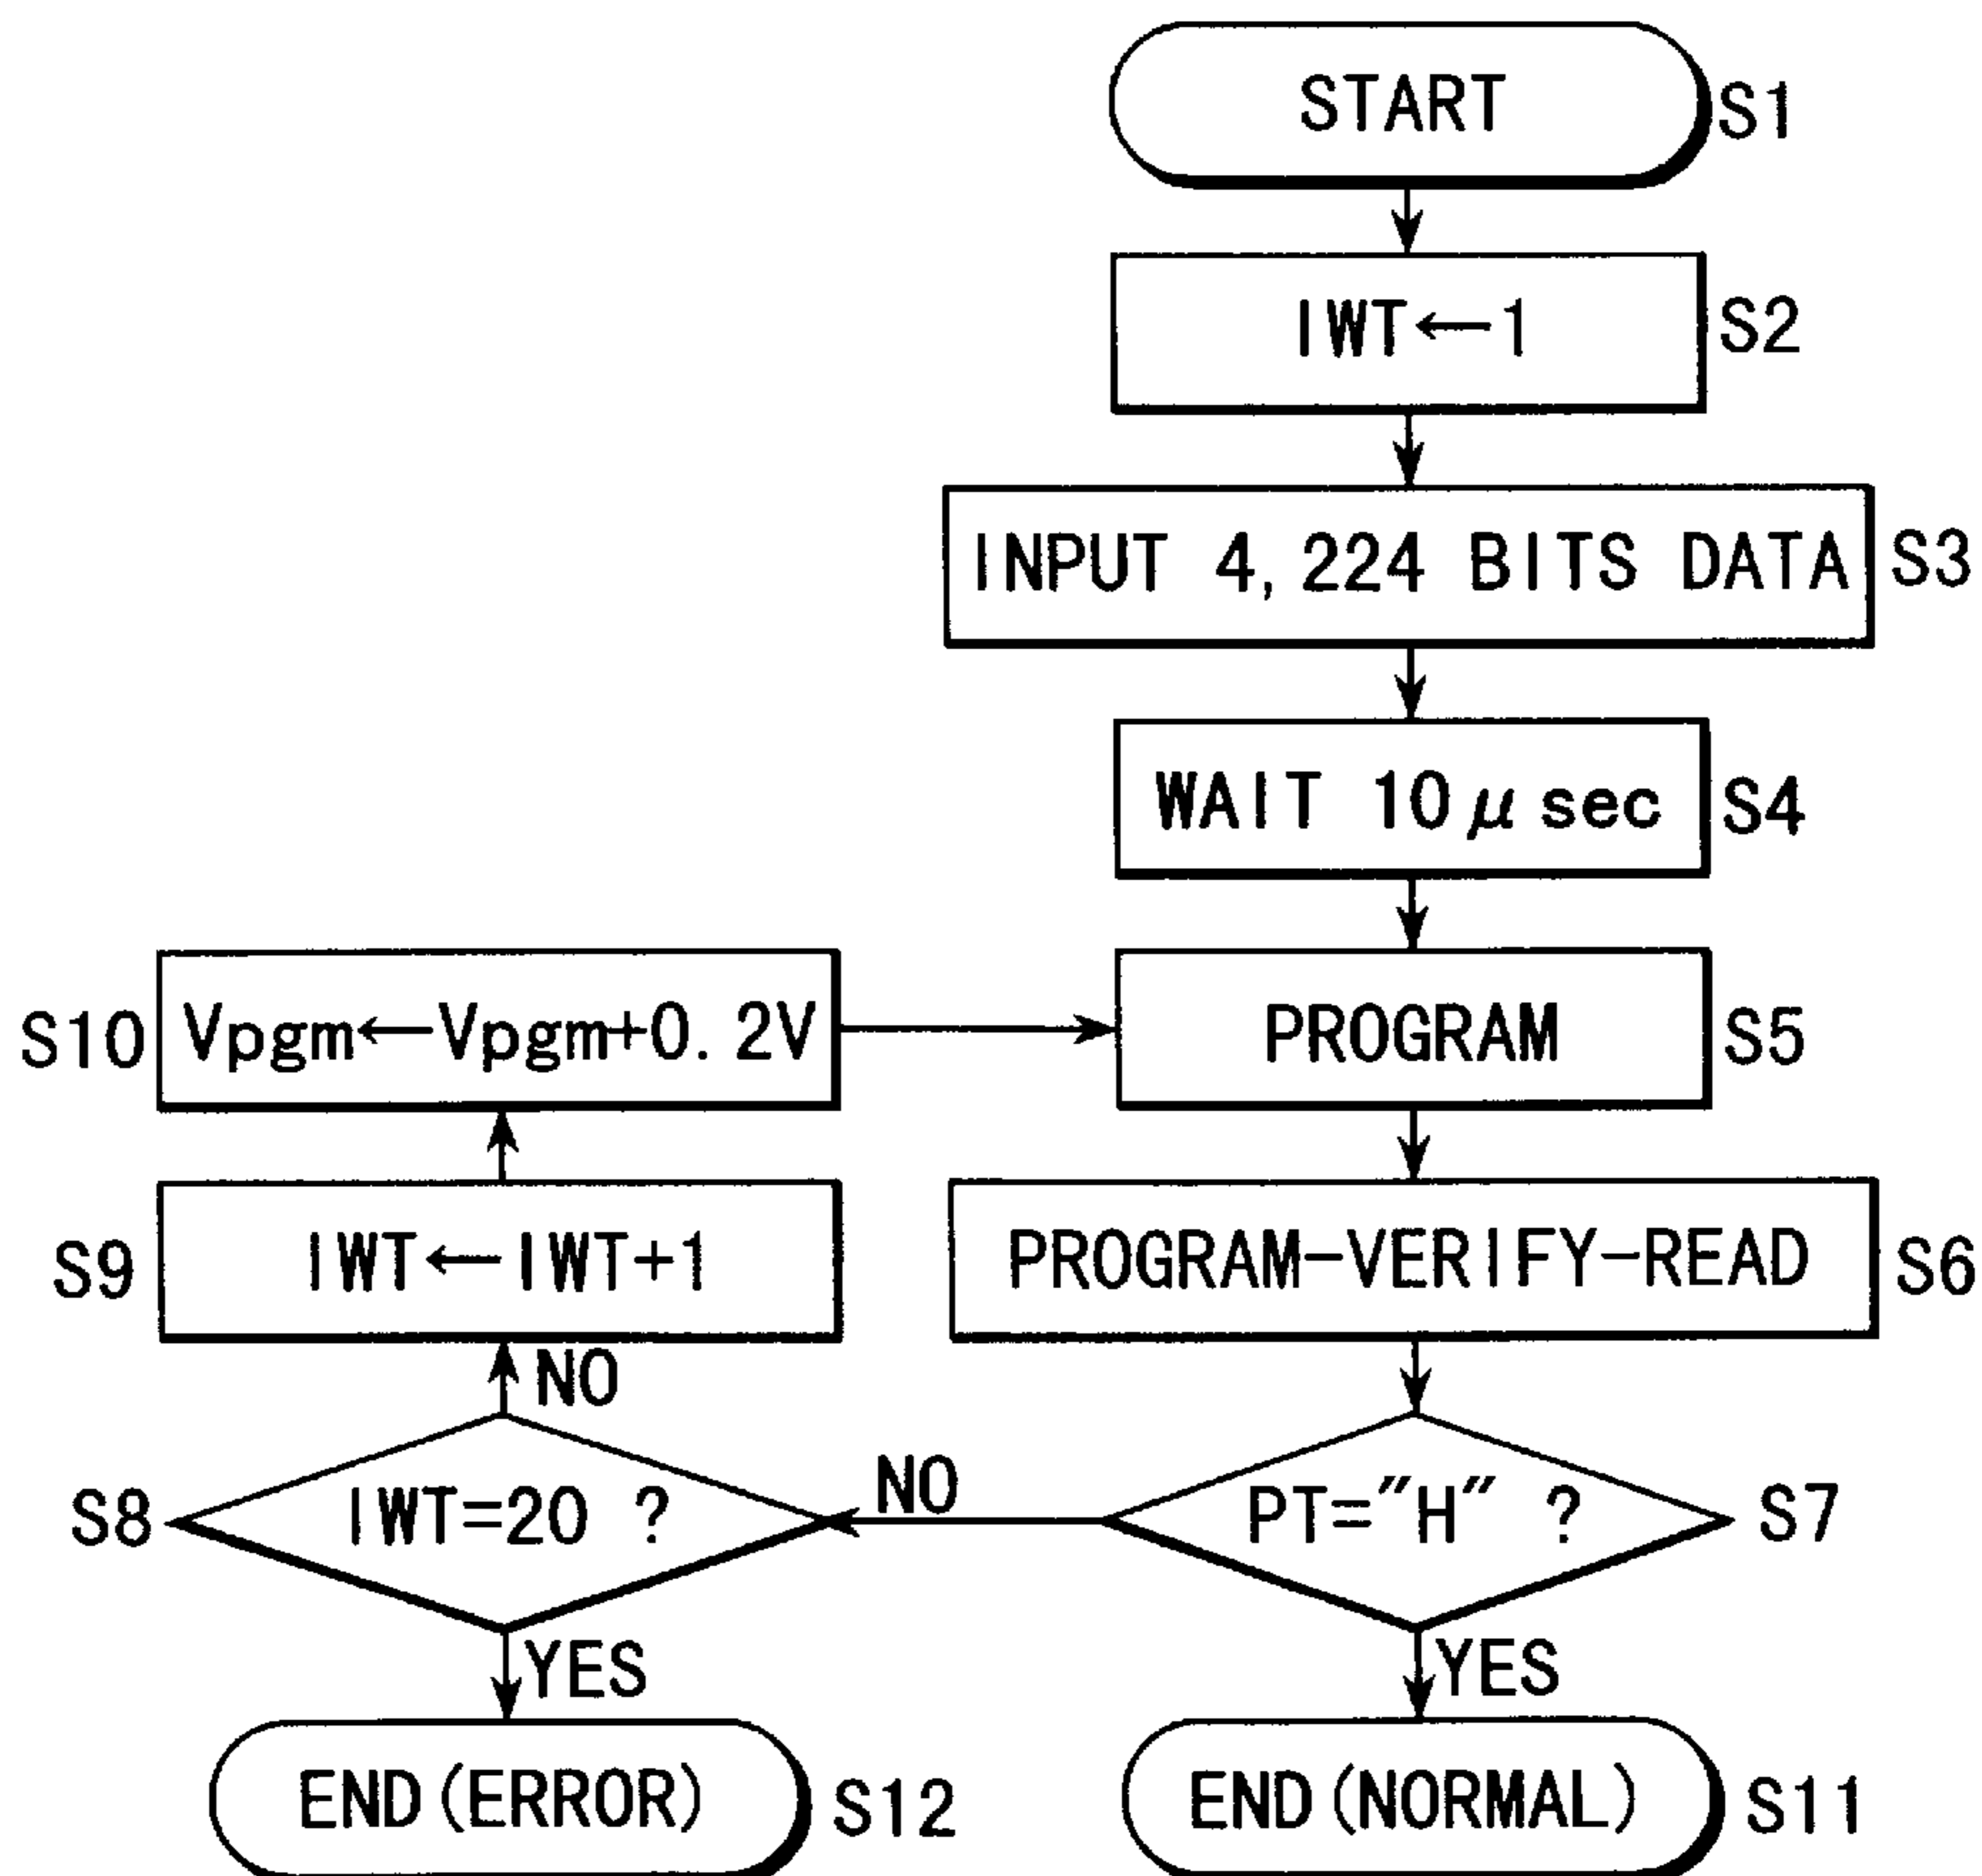 START
S1
IWT←1
S2
INPUT 4,224 BITS DATA
S3
WAIT 10μ sec
S4
S10
Vpgm←Vpgm+0.2V
PROGRAM
S5
S9
IWT←IWT+1
PROGRAM-VERIFY-READ
S6
NO
S8
IWT=20 ?
NO
PT="H" ?
S7
YES
YES
END(ERROR)
S12
END(NORMAL)
S11